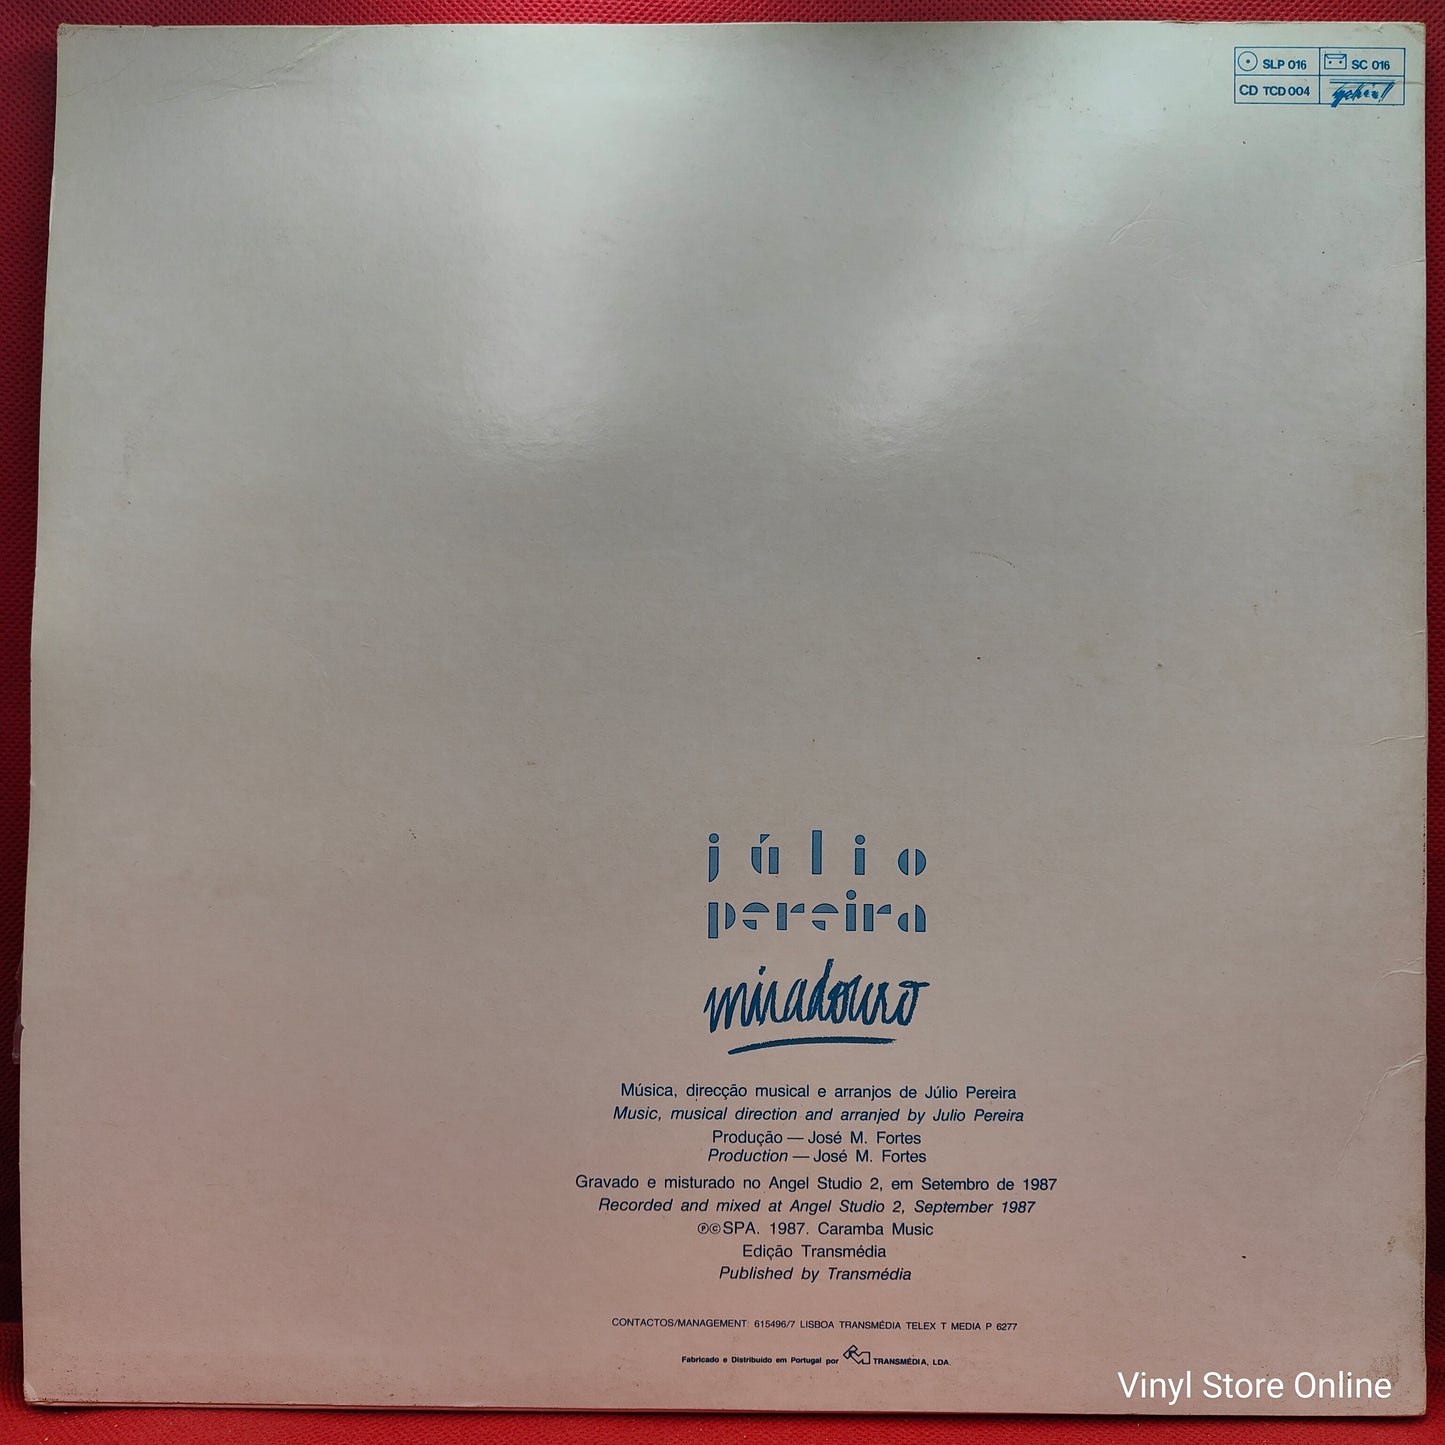 SLP 016
SC 016
CD TCD 004
júlio
pereira
miradouro
Música, direcção musical e arranjos de Júlio Pereira
Music, musical direction and arranjed by Julio Pereira
Produção — José M. Fortes
Production — José M. Fortes
Gravado e misturado no Angel Studio 2, em Setembro de 1987
Recorded and mixed at Angel Studio 2, September 1987
℗©SPA. 1987. Caramba Music
Edição Transmédia
Published by Transmédia
CONTACTOS/MANAGEMENT: 615496/7 LISBOA TRANSMÉDIA TELEX T MEDIA P 6277
Fabricado e Distribuido em Portugal por TRANSMÉDIA, LDA.
Vinyl Store Online